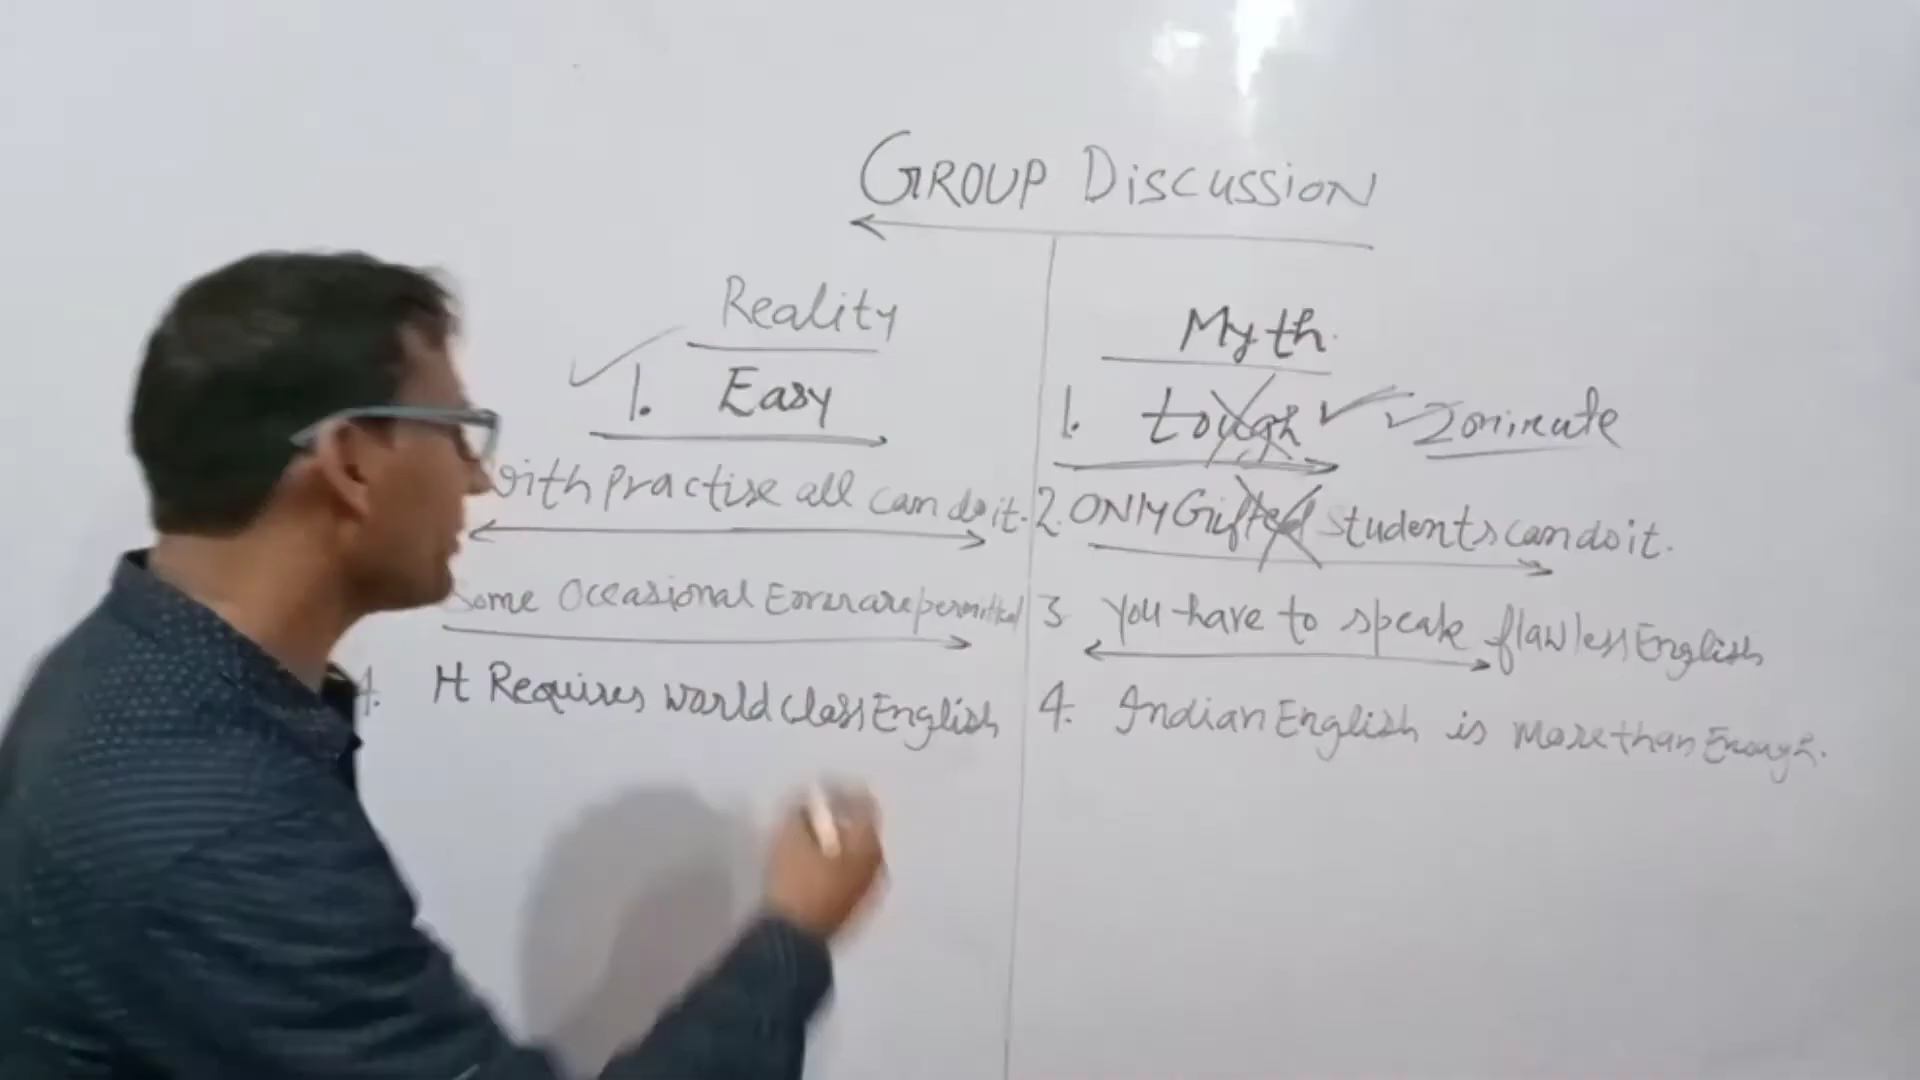 GROUP DISCUSSION
Reality
1. Easy
with Practise all can do it.
Some Occasional Errors are permitted
4. It Requires world class English
Myth
1. tough 2 minute
2. ONLY Gifted students can do it.
3 You have to speak flawless English
4. Indian English is more than Enough.